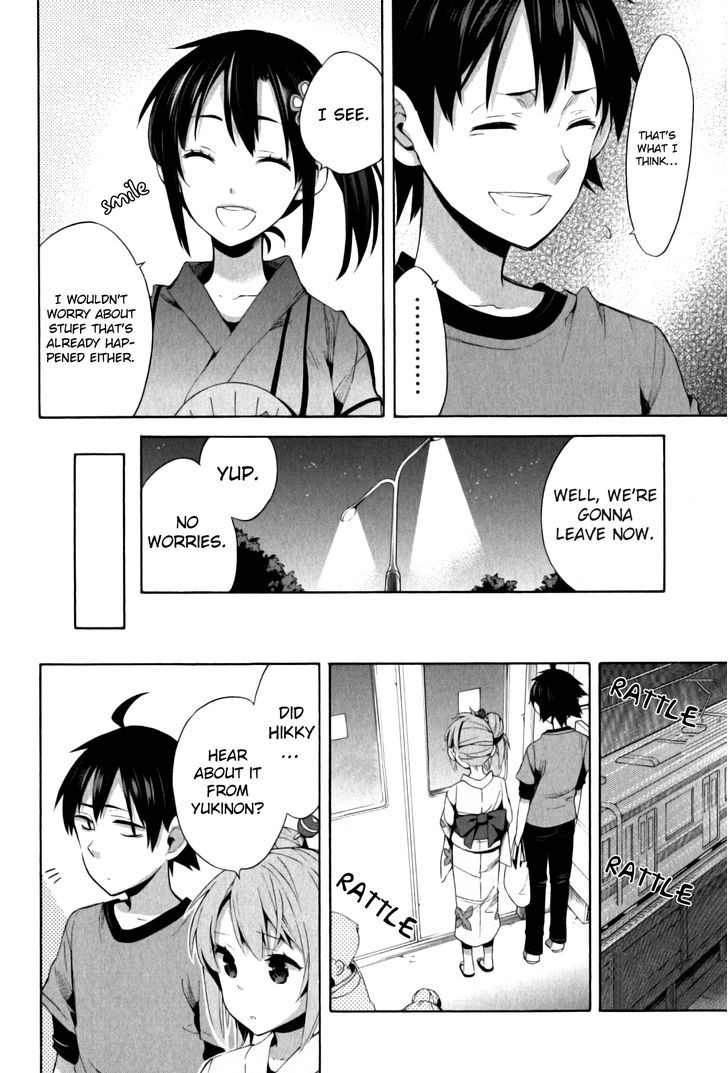 THAT'S
WHAT I
THINK...
.........
I SEE.
smile
I WOULDN'T
WORRY ABOUT
STUFF THAT'S
ALREADY HAP-
PENED EITHER.
WELL, WE'RE
GONNA
LEAVE NOW.
YUP.
NO
WORRIES.
RATTLE
RATTLE
RATTLE
DID
HIKKY
...
HEAR
ABOUT IT
FROM
YUKINON?